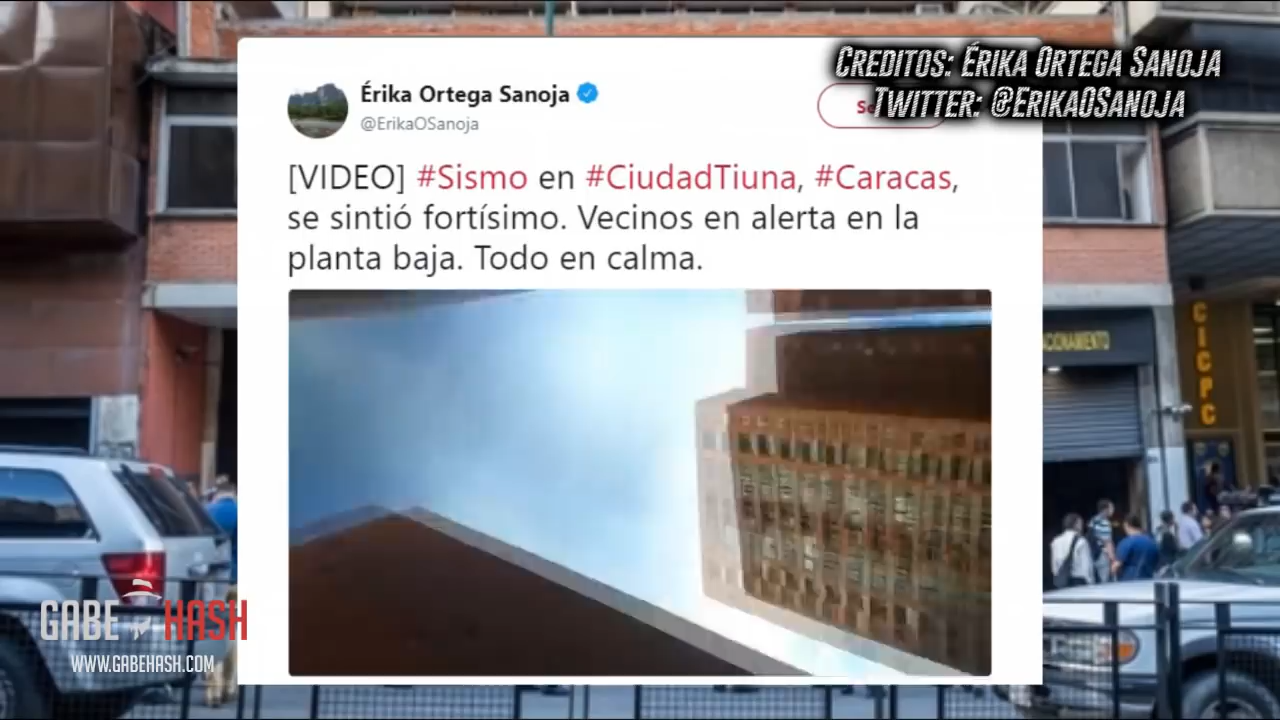 CREDITOS: ÉRIKA ORTEGA SANOJA
TWITTER: @ERIKAOSANOJA
Érika Ortega Sanoja
@ErikaOSanoja
[VIDEO] #Sismo en #CiudadTiuna, #Caracas,
se sintió fortísimo. Vecinos en alerta en la
planta baja. Todo en calma.
CICPC
GABE HASH
WWW.GABEHASH.COM